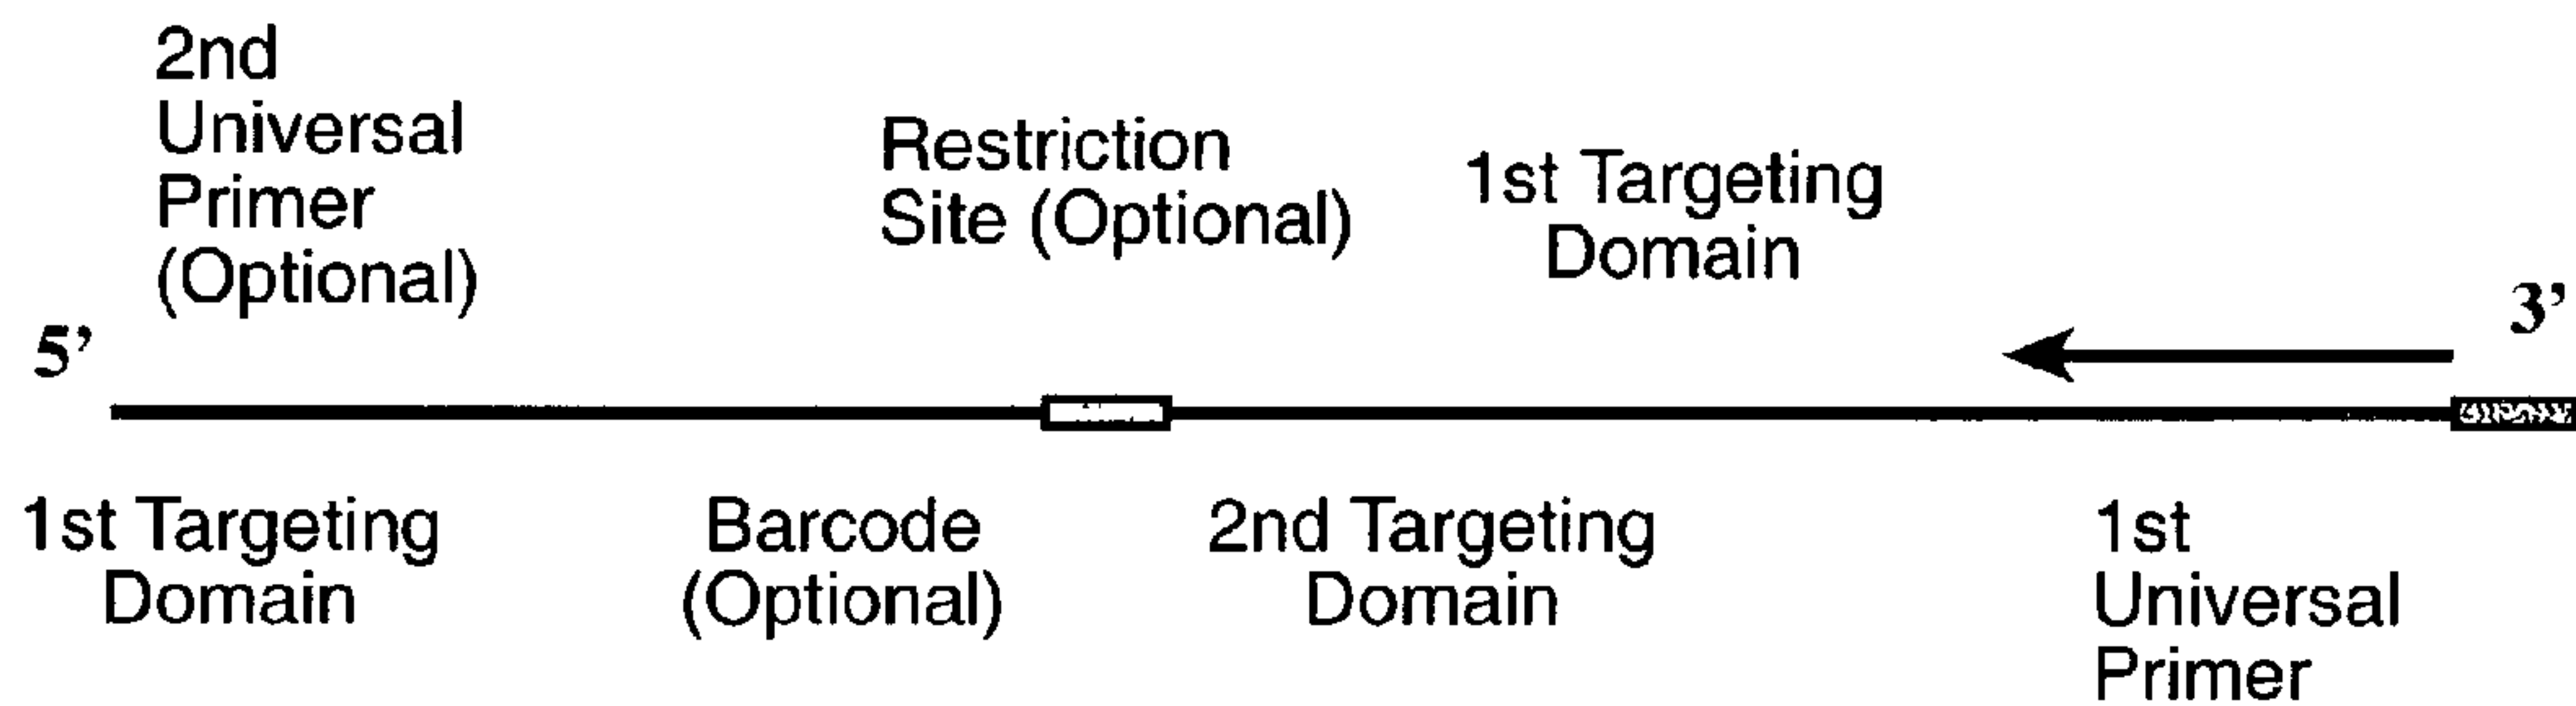 2nd
Universal
Primer
(Optional)
Restriction
Site (Optional)
1st Targeting
Domain
5’
3’
1st Targeting
Domain
Barcode
(Optional)
2nd Targeting
Domain
1st
Universal
Primer